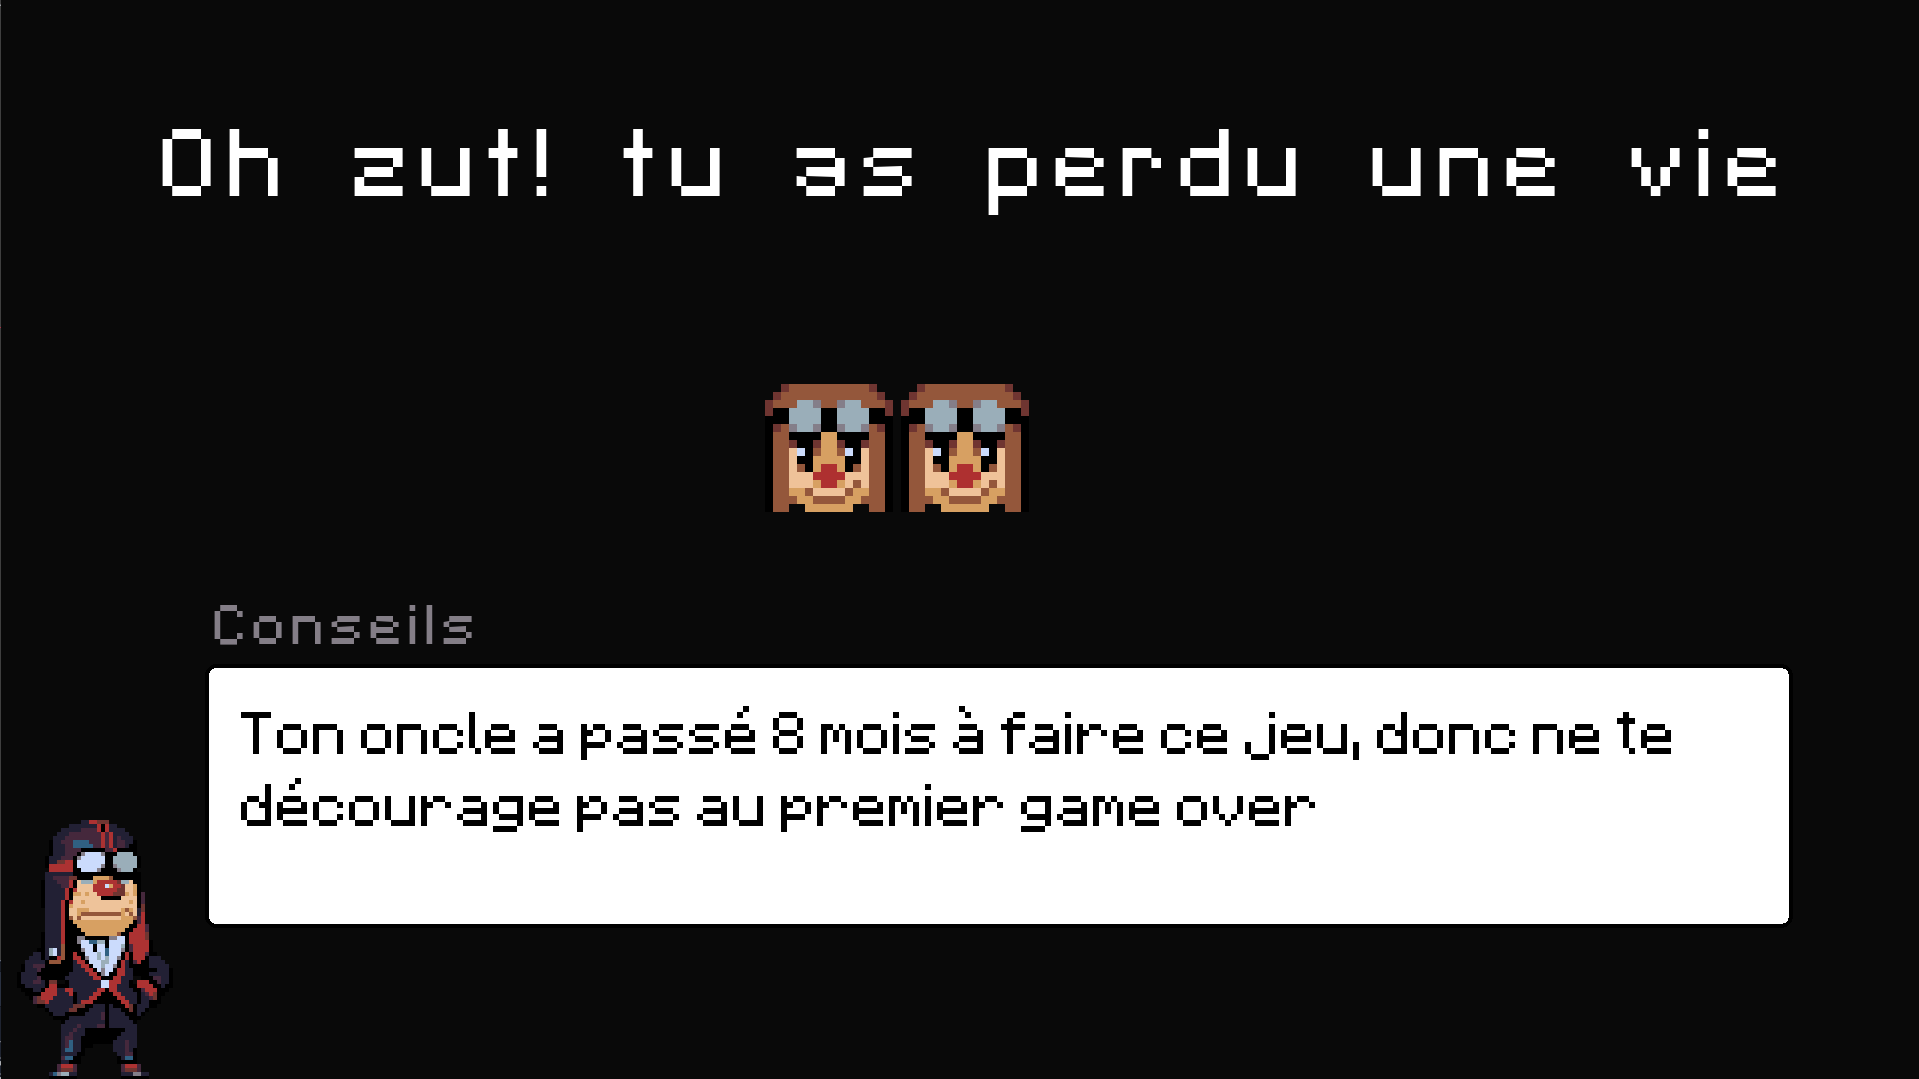 Oh zut! tu as perdu une vie
Conseils
Ton oncle a passé 8 mois à faire ce jeu, donc ne te
décourage pas au premier game over